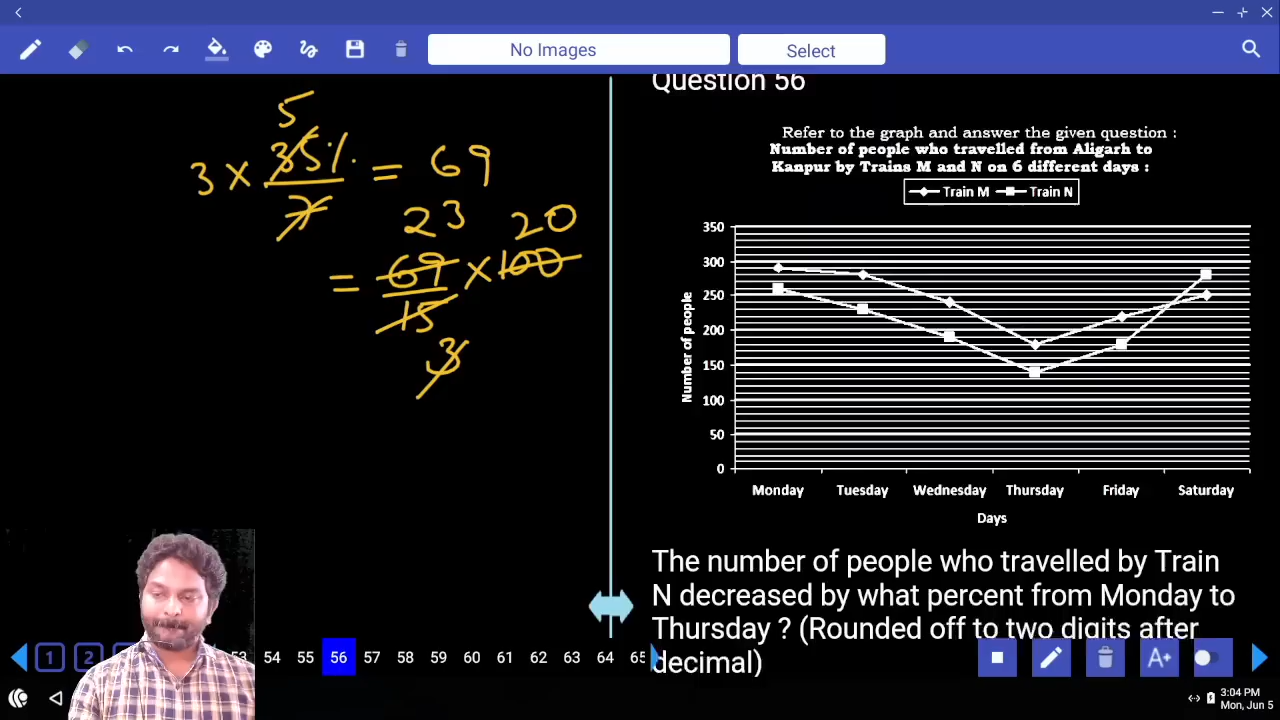 No Images
Select
5
3 × 35% / 7 = 69
23 20
= 69 / 15 × 100
3
Question 56
Refer to the graph and answer the given question :
Number of people who travelled from Aligarh to
Kanpur by Trains M and N on 6 different days :
Train M Train N
350
300
250
200
150
100
50
0
Number of people
Monday Tuesday Wednesday Thursday Friday Saturday
Days
The number of people who travelled by Train
N decreased by what percent from Monday to
Thursday ? (Rounded off to two digits after
decimal)
1 2 53 54 55 56 57 58 59 60 61 62 63 64 65
A+
3:04 PM
Mon, Jun 5